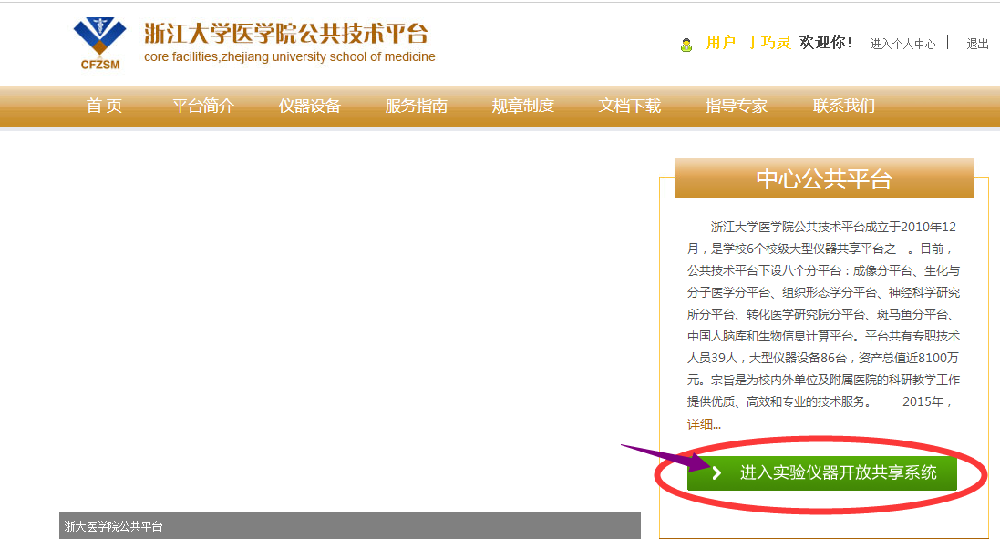 浙江大学医学院公共技术平台
core facilities,zhejiang university school of medicine
CFZSM
用户 丁巧灵 欢迎你! 进入个人中心 | 退出
首 页 平台简介 仪器设备 服务指南 规章制度 文档下载 指导专家 联系我们
中心公共平台
浙江大学医学院公共技术平台成立于2010年12
月，是学校6个校级大型仪器共享平台之一。目前，
公共技术平台下设八个分平台：成像分平台、生化与
分子医学分平台、组织形态学分平台、神经科学研究
所分平台、转化医学研究院分平台、斑马鱼分平台、
中国人脑库和生物信息计算平台。平台共有专职技术
人员39人，大型仪器设备86台，资产总值近8100万
元。宗旨是为校内外单位及附属医院的科研教学工作
提供优质、高效和专业的技术服务。 2015年，
详细...
进入实验仪器开放共享系统
浙大医学院公共平台